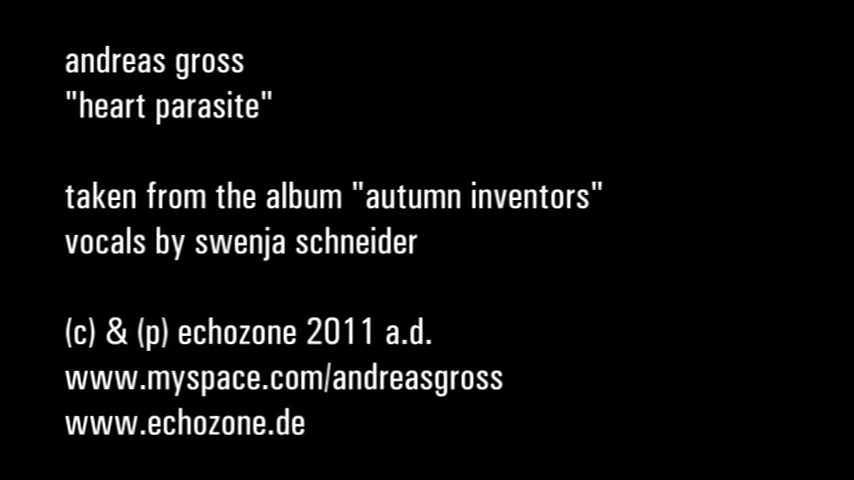 andreas gross
"heart parasite"
taken from the album "autumn inventors"
vocals by swenja schneider
(c) & (p) echozone 2011 a.d.
www.myspace.com/andreasgross
www.echozone.de